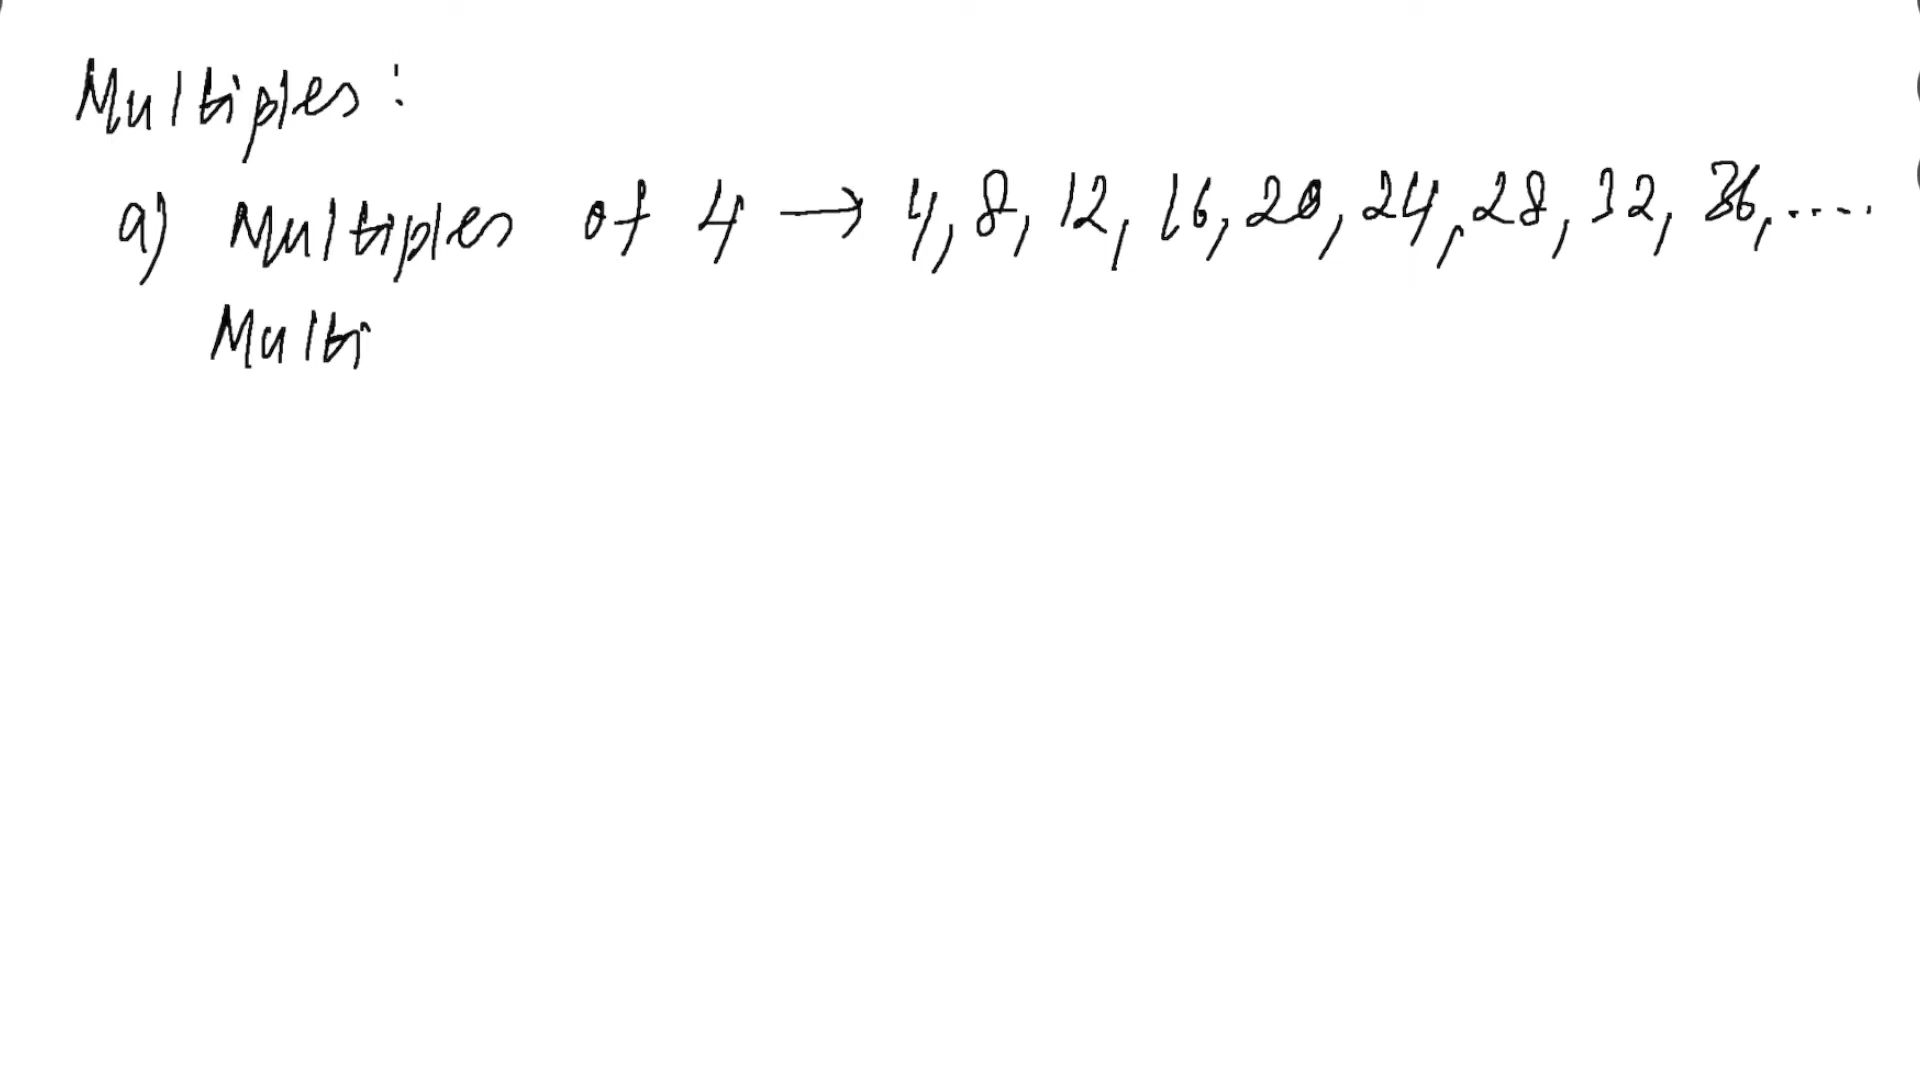 Multiples:
a) Multiples of 4 → 4, 8, 12, 16, 20, 24, 28, 32, 36, ....
Multi